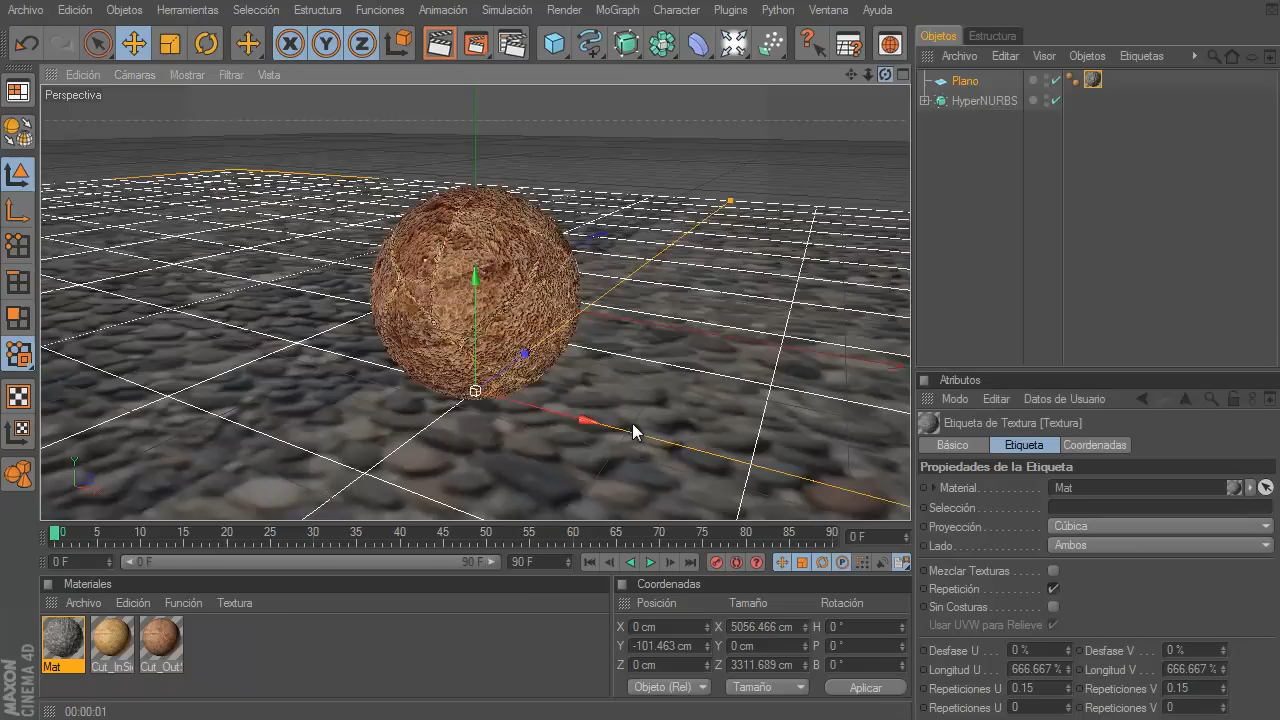 Archivo Edición Objetos Herramientas Selección Estructura Funciones Animación Simulación Render MoGraph Character Plugins Python Ventana Ayuda
Objetos Estructura
Archivo Editar Visor Objetos Etiquetas
Edición Cámaras Mostrar Filtrar Vista
Plano
Perspectiva
HyperNURBS
Atributos
Modo Editar Datos de Usuario
Etiqueta de Textura [Textura]
Básico Etiqueta Coordenadas
Propiedades de la Etiqueta
Material Mat
Selección
Proyección Cúbica
Lado Ambos
Mezclar Texturas
Repetición
Sin Costuras
Usar UVW para Relieve
Desfase U 0 % Desfase V 0 %
Longitud U 666.667 % Longitud V 666.667 %
Repeticiones U 0.15 Repeticiones V 0.15
Repeticiones U 0 Repeticiones V 0
X Y Z
Y
0 5 10 15 20 25 30 35 40 45 50 55 60 65 70 75 80 85 90 0 F
0 F 0 F 90 F 90 F
Materiales
Archivo Edición Función Textura
Mat Cut_InSi Cut_OutS
Coordenadas
Posición Tamaño Rotación
X 0 cm X 5056.466 cm H 0 °
Y -101.463 cm Y 0 cm P 0 °
Z 0 cm Z 3311.689 cm B 0 °
Objeto (Rel) Tamaño Aplicar
MAXON
CINEMA 4D
00:00:01